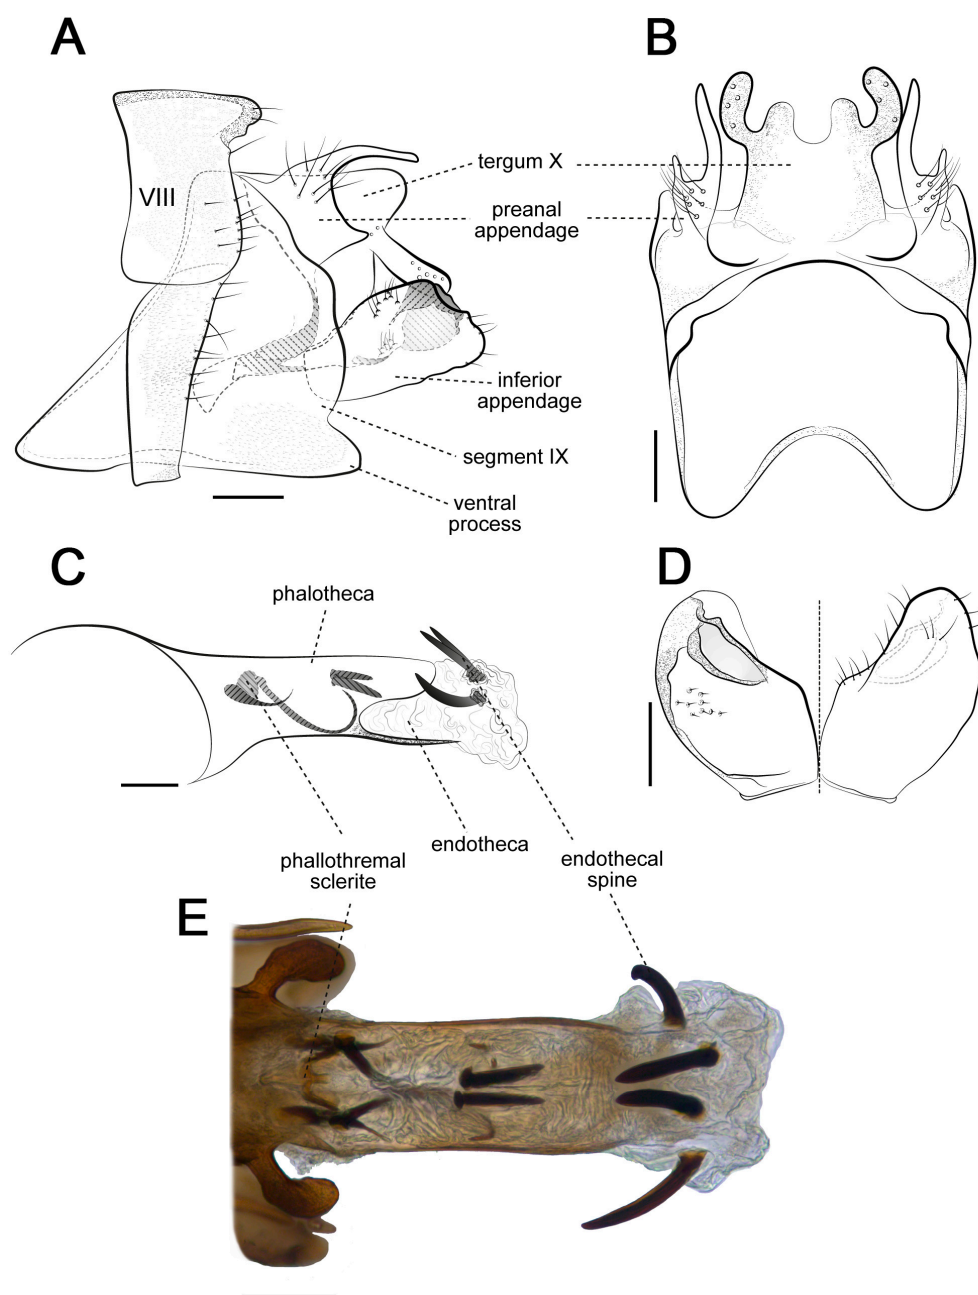 A
B
VIII
tergum X
preanal
appendage
inferior
appendage
segment IX
ventral
process
C
D
phalotheca
endotheca
phallothremal
sclerite
endothecal
spine
E